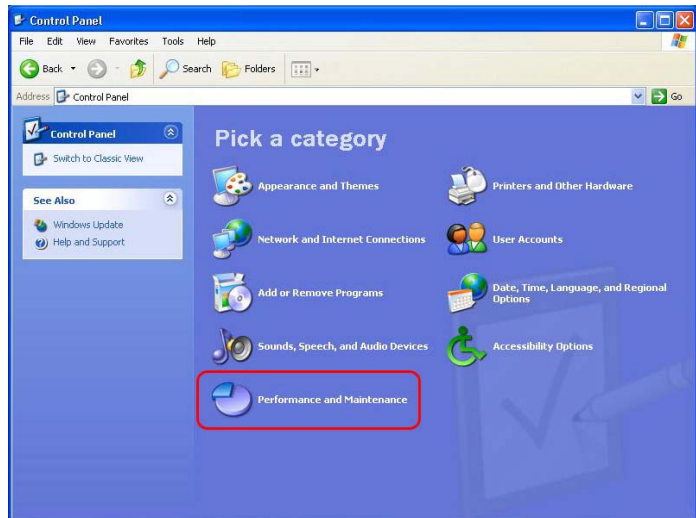 Control Panel
File Edit View Favorites Tools Help
Back Search Folders
Address Control Panel Go
Control Panel
Switch to Classic View
See Also
Windows Update
Help and Support
Pick a category
Appearance and Themes
Printers and Other Hardware
Network and Internet Connections
User Accounts
Add or Remove Programs
Date, Time, Language, and Regional
Options
Sounds, Speech, and Audio Devices
Accessibility Options
Performance and Maintenance